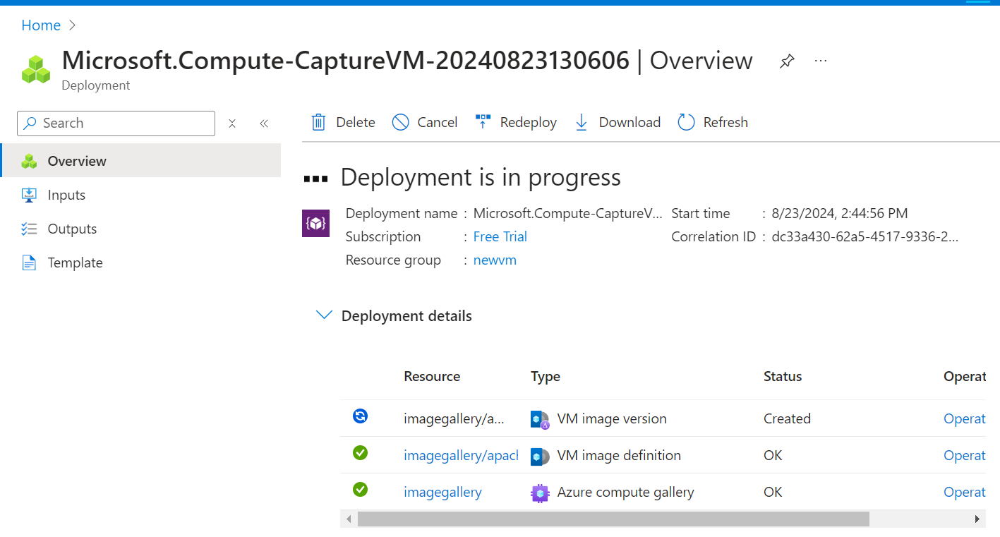 Home
Microsoft.Compute-CaptureVM-20240823130606 | Overview
Deployment
Search
Delete Cancel Redeploy Download Refresh
Overview
Inputs
Outputs
Template
Deployment is in progress
Deployment name : Microsoft.Compute-CaptureV... Start time : 8/23/2024, 2:44:56 PM
Subscription : Free Trial Correlation ID : dc33a430-62a5-4517-9336-2...
Resource group : newvm
Deployment details
Resource Type Status Operat
imagegallery/a... VM image version Created Operat
imagegallery/apacl VM image definition OK Operat
imagegallery Azure compute gallery OK Operat